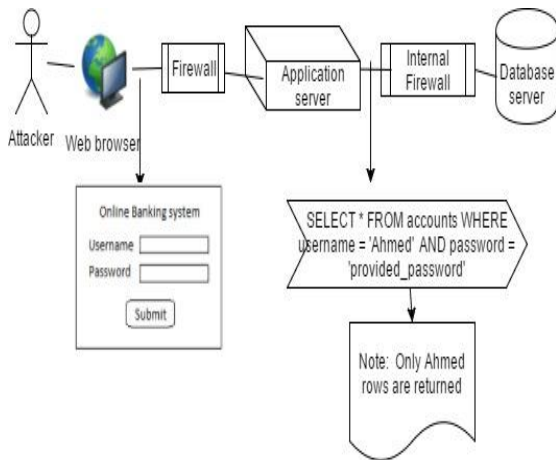 Attacker
Web browser
Firewall
Application
server
Internal
Firewall
Database
server
Online Banking system
Username
Password
Submit
SELECT * FROM accounts WHERE
username = 'Ahmed' AND password =
'provided_password'
Note: Only Ahmed
rows are returned